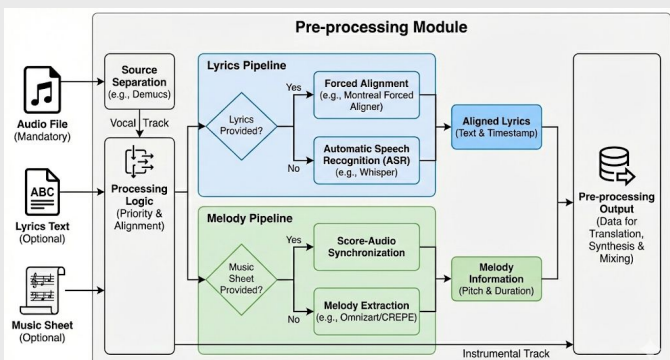 Pre-processing Module
Source
Separation
(e.g., Demucs)
Audio File
(Mandatory)
Vocal Track
ABC
Lyrics Text
(Optional)
Processing
Logic
(Priority &
Alignment)
Music Sheet
(Optional)
Lyrics Pipeline
Lyrics
Provided?
Yes
No
Forced Alignment
(e.g., Montreal Forced
Aligner)
Automatic Speech
Recognition (ASR)
(e.g., Whisper)
Aligned Lyrics
(Text & Timestamp)
Melody Pipeline
Music
Sheet
Provided?
Yes
No
Score-Audio
Synchronization
Melody Extraction
(e.g., Omnizart/CREPE)
Melody
Information
(Pitch & Duration)
Pre-processing
Output
(Data for
Translation,
Synthesis &
Mixing)
Instrumental Track